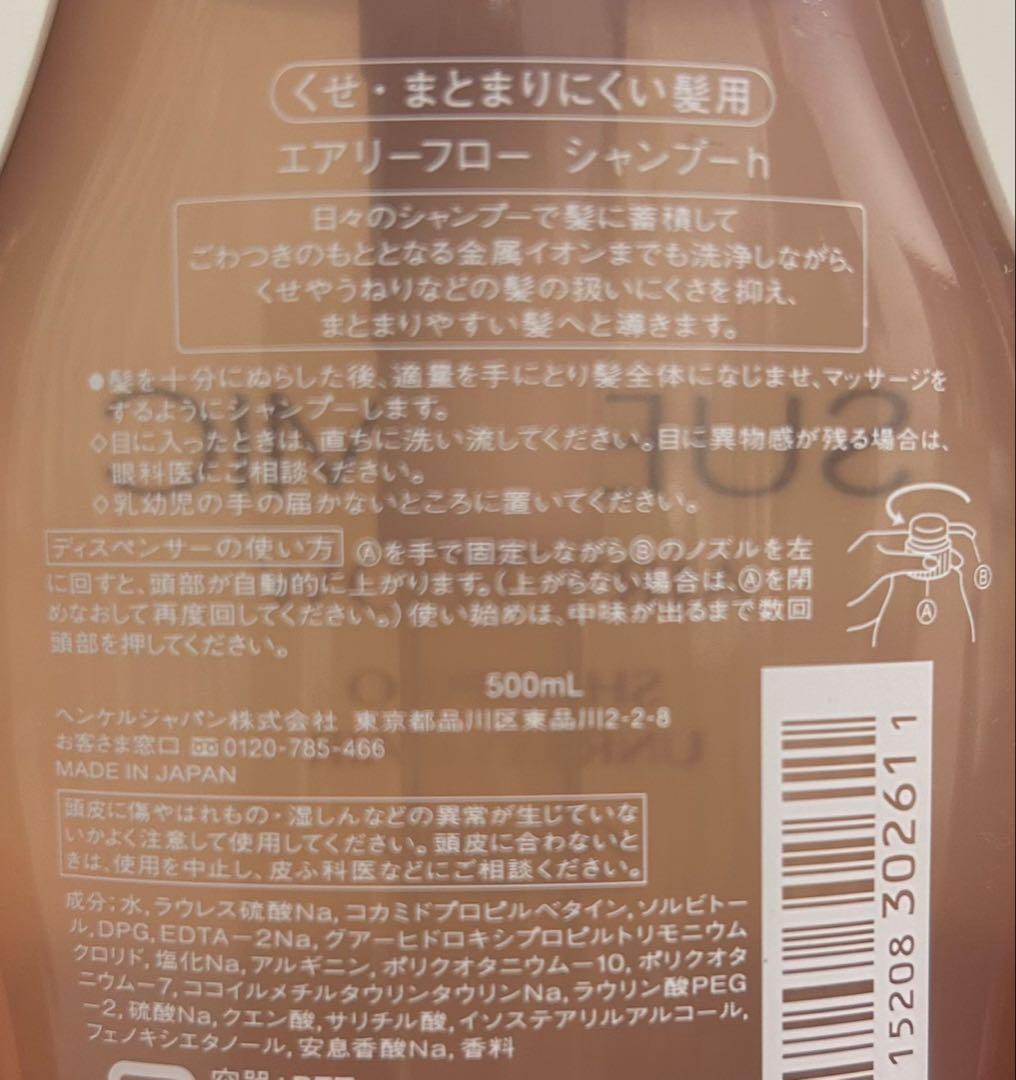 くせ・まとまりにくい髪用
エアリーフロー シャンプーh
日々のシャンプーで髪に蓄積して
ごわつきのもととなる金属イオンまでも洗浄しながら、
くせやうねりなどの髪の扱いにくさを抑え、
まとまりやすい髪へと導きます。
●髪を十分にぬらした後、適量を手にとり髪全体になじませ、マッサージを
するようにシャンプーします。
◇目に入ったときは、直ちに洗い流してください。目に異物感が残る場合は、
眼科医にご相談ください。
◇乳幼児の手の届かないところに置いてください。
ディスペンサーの使い方 Ⓐを手で固定しながらⒷのノズルを左
に回すと、頭部が自動的に上がります。(上がらない場合は、Ⓐを閉
めなおして再度回してください。)使い始めは、中味が出るまで数回
頭部を押してください。
Ⓑ
Ⓐ
500mL
ヘンケルジャパン株式会社 東京都品川区東品川2-2-8
お客さま窓口 0120-785-466
MADE IN JAPAN
頭皮に傷やはれもの・湿しんなどの異常が生じていな
いかよく注意して使用してください。頭皮に合わないと
きは、使用を中止し、皮ふ科医などにご相談ください。
成分:水,ラウレス硫酸Na,コカミドプロピルベタイン,ソルビトー
ル,DPG,EDTA-2Na,グアーヒドロキシプロピルトリモニウム
クロリド,塩化Na,アルギニン,ポリクオタニウム-10,ポリクオタ
ニウム-7,ココイルメチルタウリンタウリンNa,ラウリン酸PEG
-2,硫酸Na,クエン酸,サリチル酸,イソステアリルアルコール,
フェノキシエタノール,安息香酸Na,香料
15208 30261 1